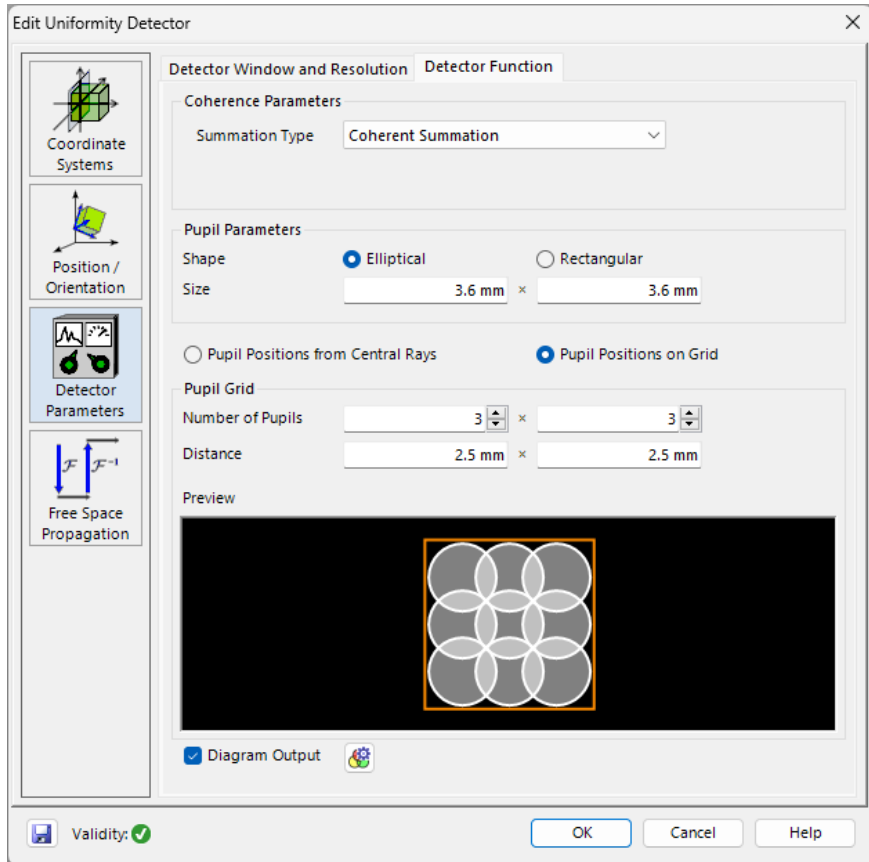 Edit Uniformity Detector
Coordinate
Systems
Position /
Orientation
Detector
Parameters
ℱ ℱ⁻¹
Free Space
Propagation
Detector Window and Resolution
Detector Function
Coherence Parameters
Summation Type Coherent Summation
Pupil Parameters
Shape Elliptical Rectangular
Size 3.6 mm × 3.6 mm
Pupil Positions from Central Rays Pupil Positions on Grid
Pupil Grid
Number of Pupils 3 × 3
Distance 2.5 mm × 2.5 mm
Preview
Diagram Output
Validity:
OK Cancel Help